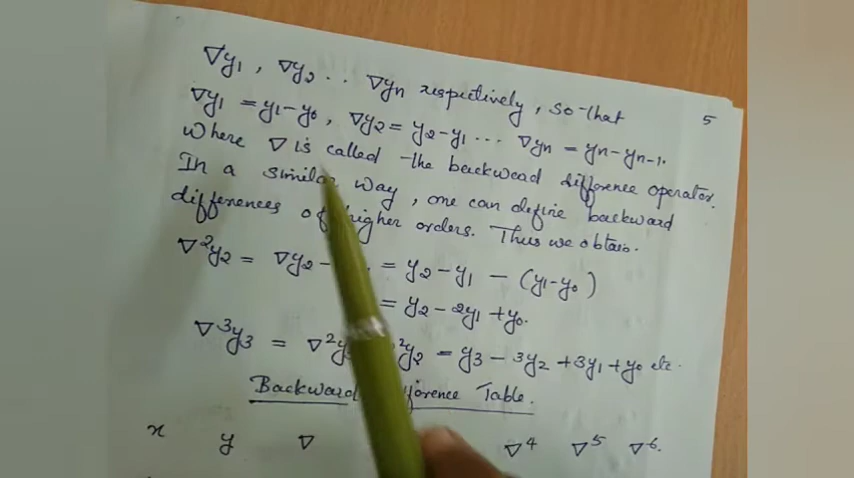 ∇y1, ∇y2 .. ∇yn respectively, so-that
5
∇y1 = y1-y0, ∇y2 = y2-y1 ... ∇yn = yn-yn-1.
Where ∇ is called -the backwead difference operator.
In a similar way, one can define backward
differences of higher orders. Thus we obtain.
∇²y2 = ∇y2 - = y2-y1 - (y1-y0)
= y2-2y1+y0.
∇³y3 = ∇²y ²y2 = y3-3y2+3y1+y0 etc.
Backward Table.
x y ∇ ∇4 ∇5 ∇6.